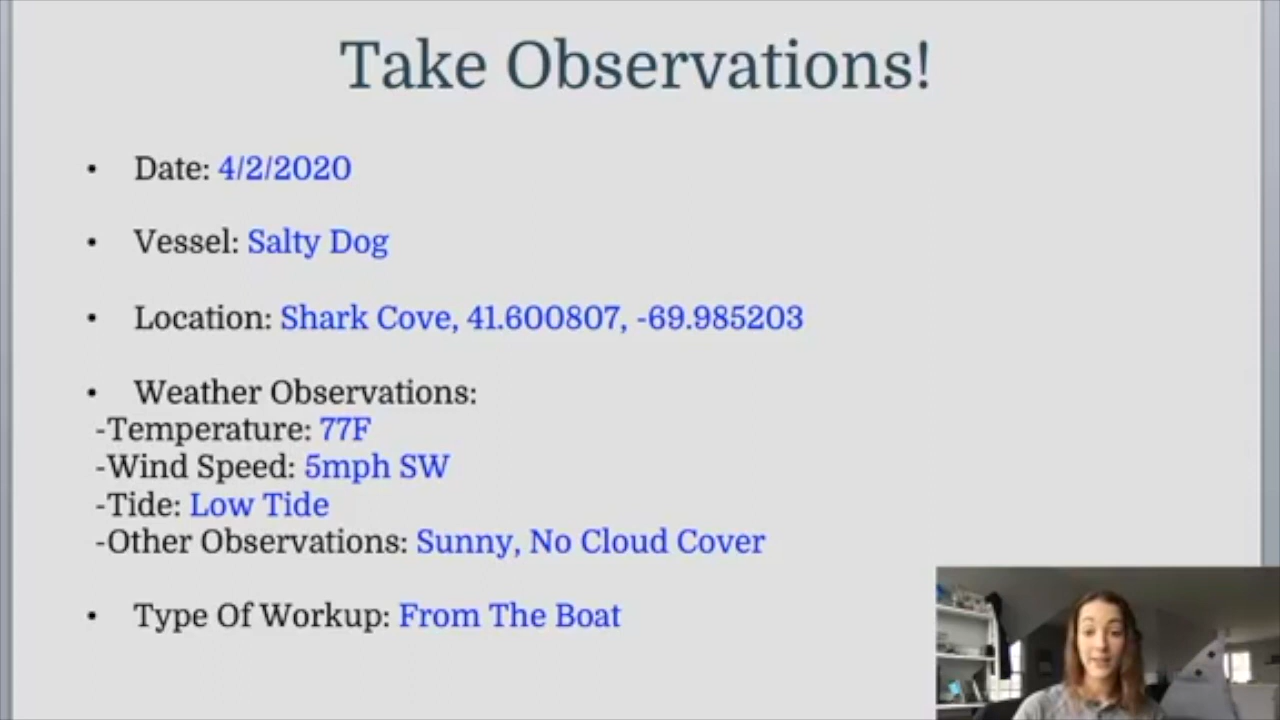 Take Observations!
• Date: 4/2/2020
• Vessel: Salty Dog
• Location: Shark Cove, 41.600807, -69.985203
• Weather Observations:
-Temperature: 77F
-Wind Speed: 5mph SW
-Tide: Low Tide
-Other Observations: Sunny, No Cloud Cover
• Type Of Workup: From The Boat